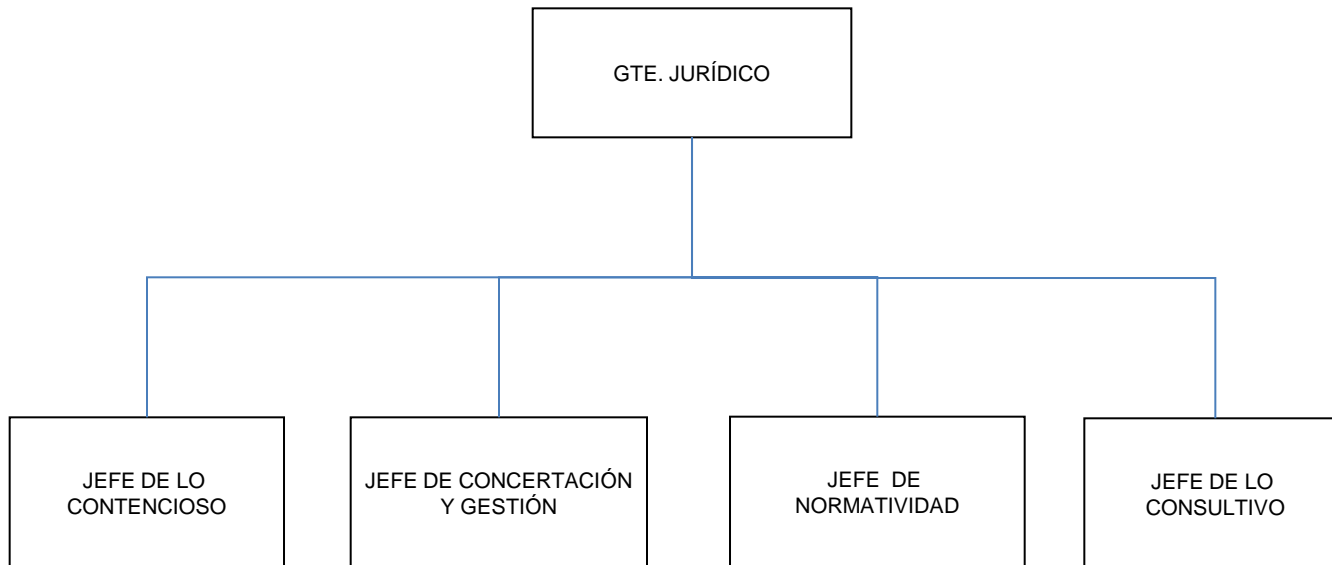 GTE. JURÍDICO
JEFE DE LO
CONTENCIOSO
JEFE DE CONCERTACIÓN
Y GESTIÓN
JEFE DE
NORMATIVIDAD
JEFE DE LO
CONSULTIVO